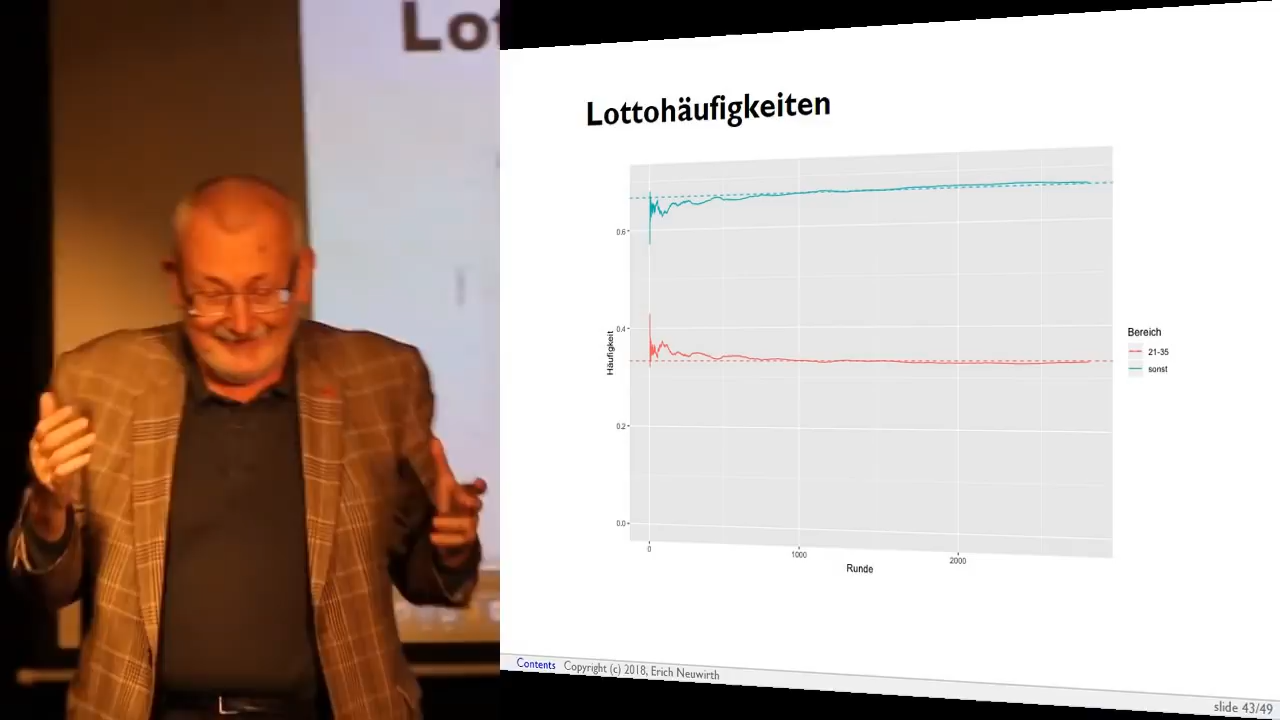 Lot
Lottohäufigkeiten
0.6
0.4
0.2
0.0
Häufigkeit
0
1000
2000
Runde
Bereich
21-35
sonst
Contents Copyright (c) 2018, Erich Neuwirth
slide 43/49